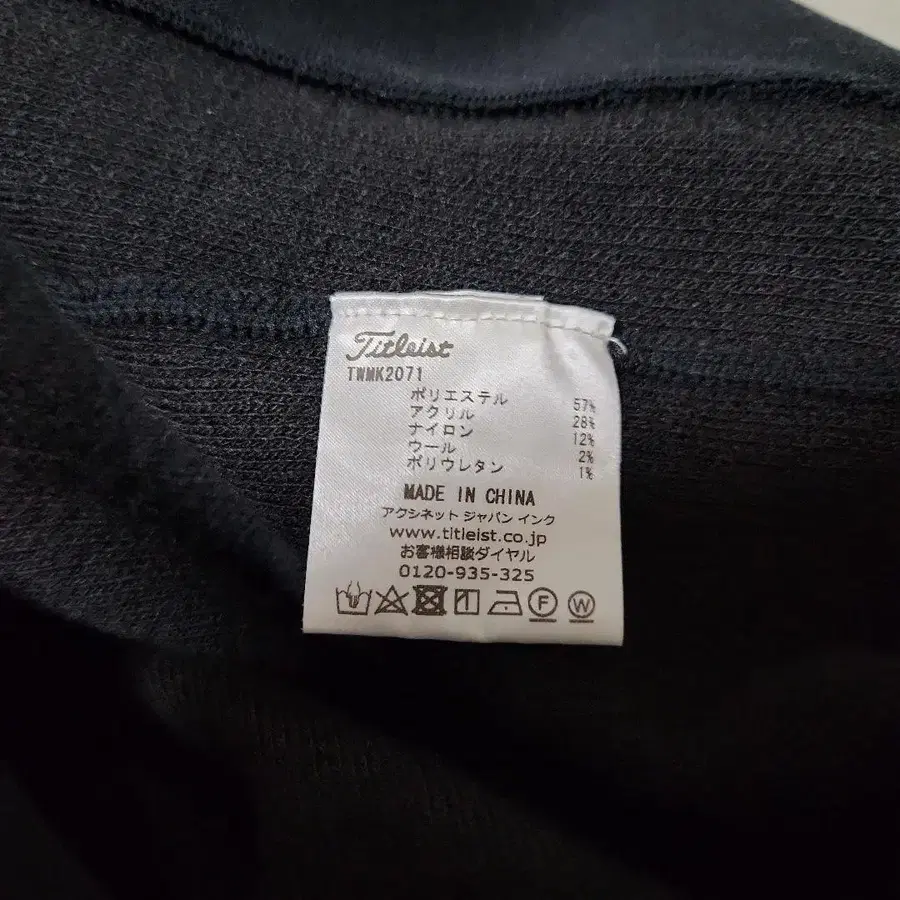 Titleist
TWMK2071
ポリエステル 57%
アクリル 28%
ナイロン 12%
ウール 2%
ポリウレタン 1%
MADE IN CHINA
アクシネット ジャパン インク
www.titleist.co.jp
お客様相談ダイヤル
0120-935-325
F W